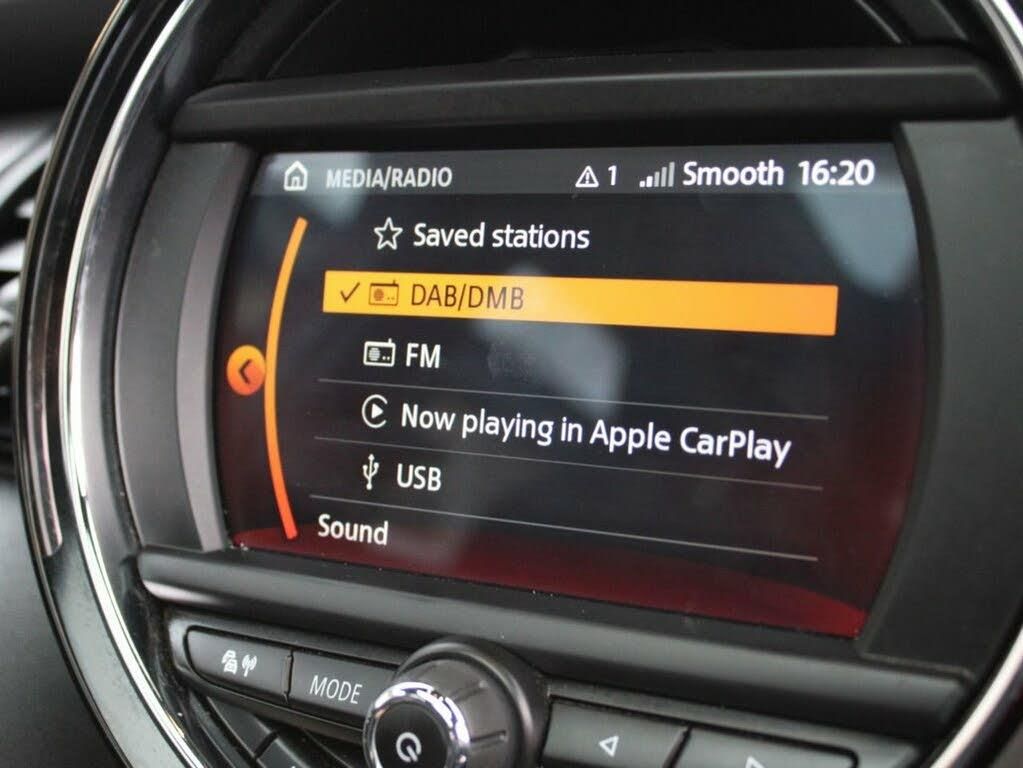 MEDIA/RADIO 1 Smooth 16:20
Saved stations
DAB/DMB
FM
Now playing in Apple CarPlay
USB
Sound
MODE